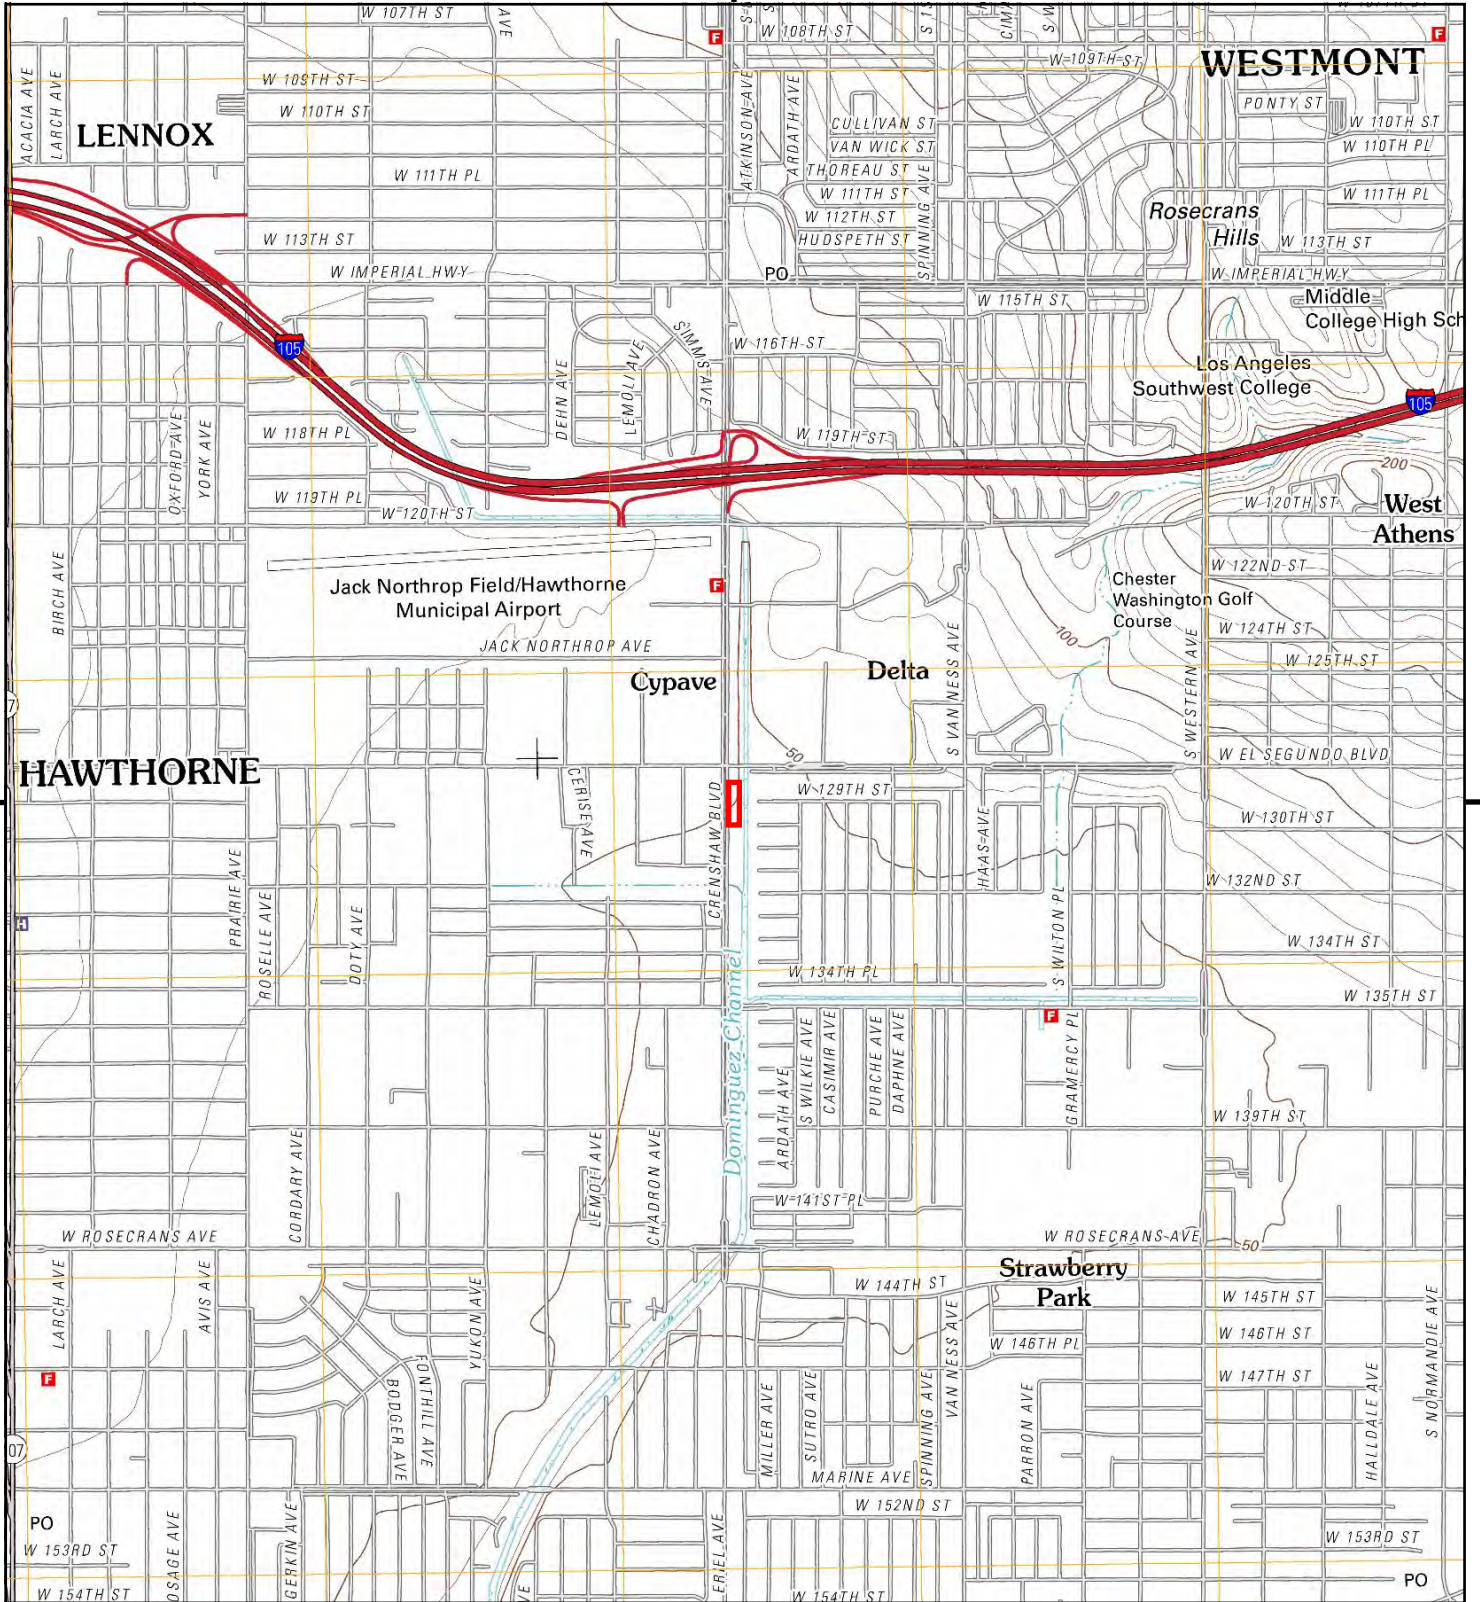 W 107TH ST
AVE
W 108TH ST
WESTMONT
W 109TH ST
W 109TH ST
ACACIA AVE
LARCH AVE
LENNOX
W 110TH ST
ATKINSON AVE
ARDATH AVE
PONTY ST
CULLIVAN ST
W 110TH ST
VAN WICK ST
W 110TH PL
THOREAU ST
W 111TH PL
W 111TH ST
W 111TH PL
SPINNING AVE
W 112TH ST
Rosecrans
Hills
W 113TH ST
HUDSPETH ST
W 113TH ST
W IMPERIAL HWY
PO
W IMPERIAL HWY
W 115TH ST
Middle
College High Sch
105
SIMMS AVE
W 116TH ST
Los Angeles
Southwest College
105
DEHN AVE
LEMOLI AVE
OXFORD AVE
YORK AVE
W 118TH PL
W 119TH ST
200
W 119TH PL
W 120TH ST
W 120TH ST
West
Athens
BIRCH AVE
Jack Northrop Field/Hawthorne
Municipal Airport
F
W 122ND ST
Chester
Washington Golf
Course
100
W 124TH ST
JACK NORTHROP AVE
W 125TH ST
Cypave
Delta
S VAN NESS AVE
S WESTERN AVE
50
W EL SEGUNDO BLVD
HAWTHORNE
CERISE AVE
CRENSHAW BLVD
W 129TH ST
W 130TH ST
HAAS AVE
PRAIRIE AVE
ROSELLE AVE
DOTY AVE
W 132ND ST
H
S WILTON PL
W 134TH ST
W 134TH PL
W 135TH ST
Dominguez Channel
F
S WILKIE AVE
CASIMIR AVE
PURCHE AVE
DAPHNE AVE
GRAMERCY PL
ARDATH AVE
W 139TH ST
CORDARY AVE
LEMOLI AVE
CHADRON AVE
W 141ST PL
W ROSECRANS AVE
W ROSECRANS AVE
50
LARCH AVE
AVIS AVE
YUKON AVE
W 144TH ST
Strawberry
Park
W 145TH ST
VAN NESS AVE
W 146TH ST
W 146TH PL
S NORMANDIE AVE
F
W 147TH ST
BODGER AVE
FONTHILL AVE
MILLER AVE
SUTRO AVE
SPINNING AVE
PARRON AVE
HALLDALE AVE
07
MARINE AVE
W 152ND ST
PO
W 153RD ST
OSAGE AVE
GERKIN AVE
ERIEL AVE
W 153RD ST
W 154TH ST
W 154TH ST
PO